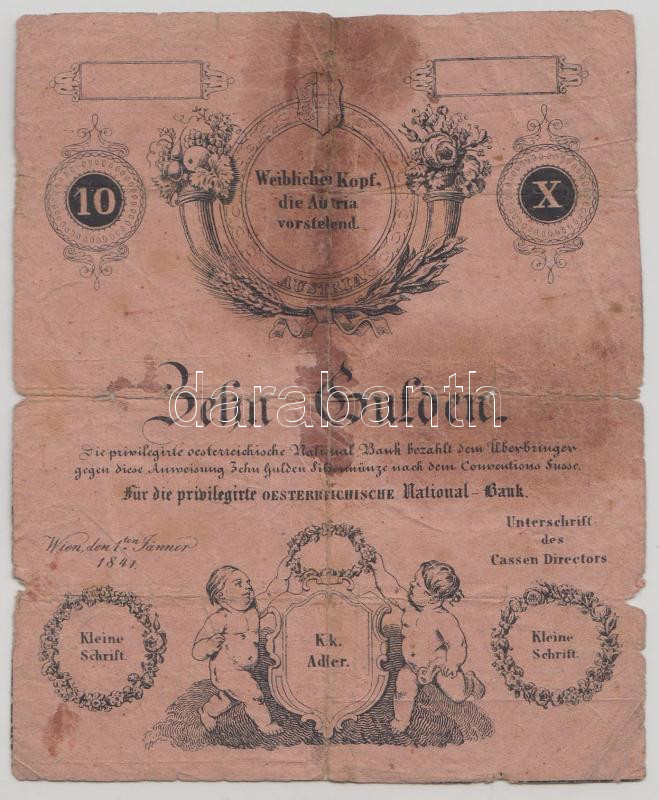 10
X
Weiblicher Kopf,
die Austria
vorstelend.
AUSTRIA
Zehn Gulden.
Die privilegirte oesterreichische National Bank bezahlt dem Überbringer
gegen diese Anweisung Zehn Gulden Silbermünze nach dem Conventions Fusse.
Für die privilegirte OESTERREICHISCHE National-Bank.
Wien, den 1ten Jänner
1841.
Unterschrift
des
Cassen Directors.
Kleine
Schrift.
K.k.
Adler.
Kleine
Schrift.
darabanth